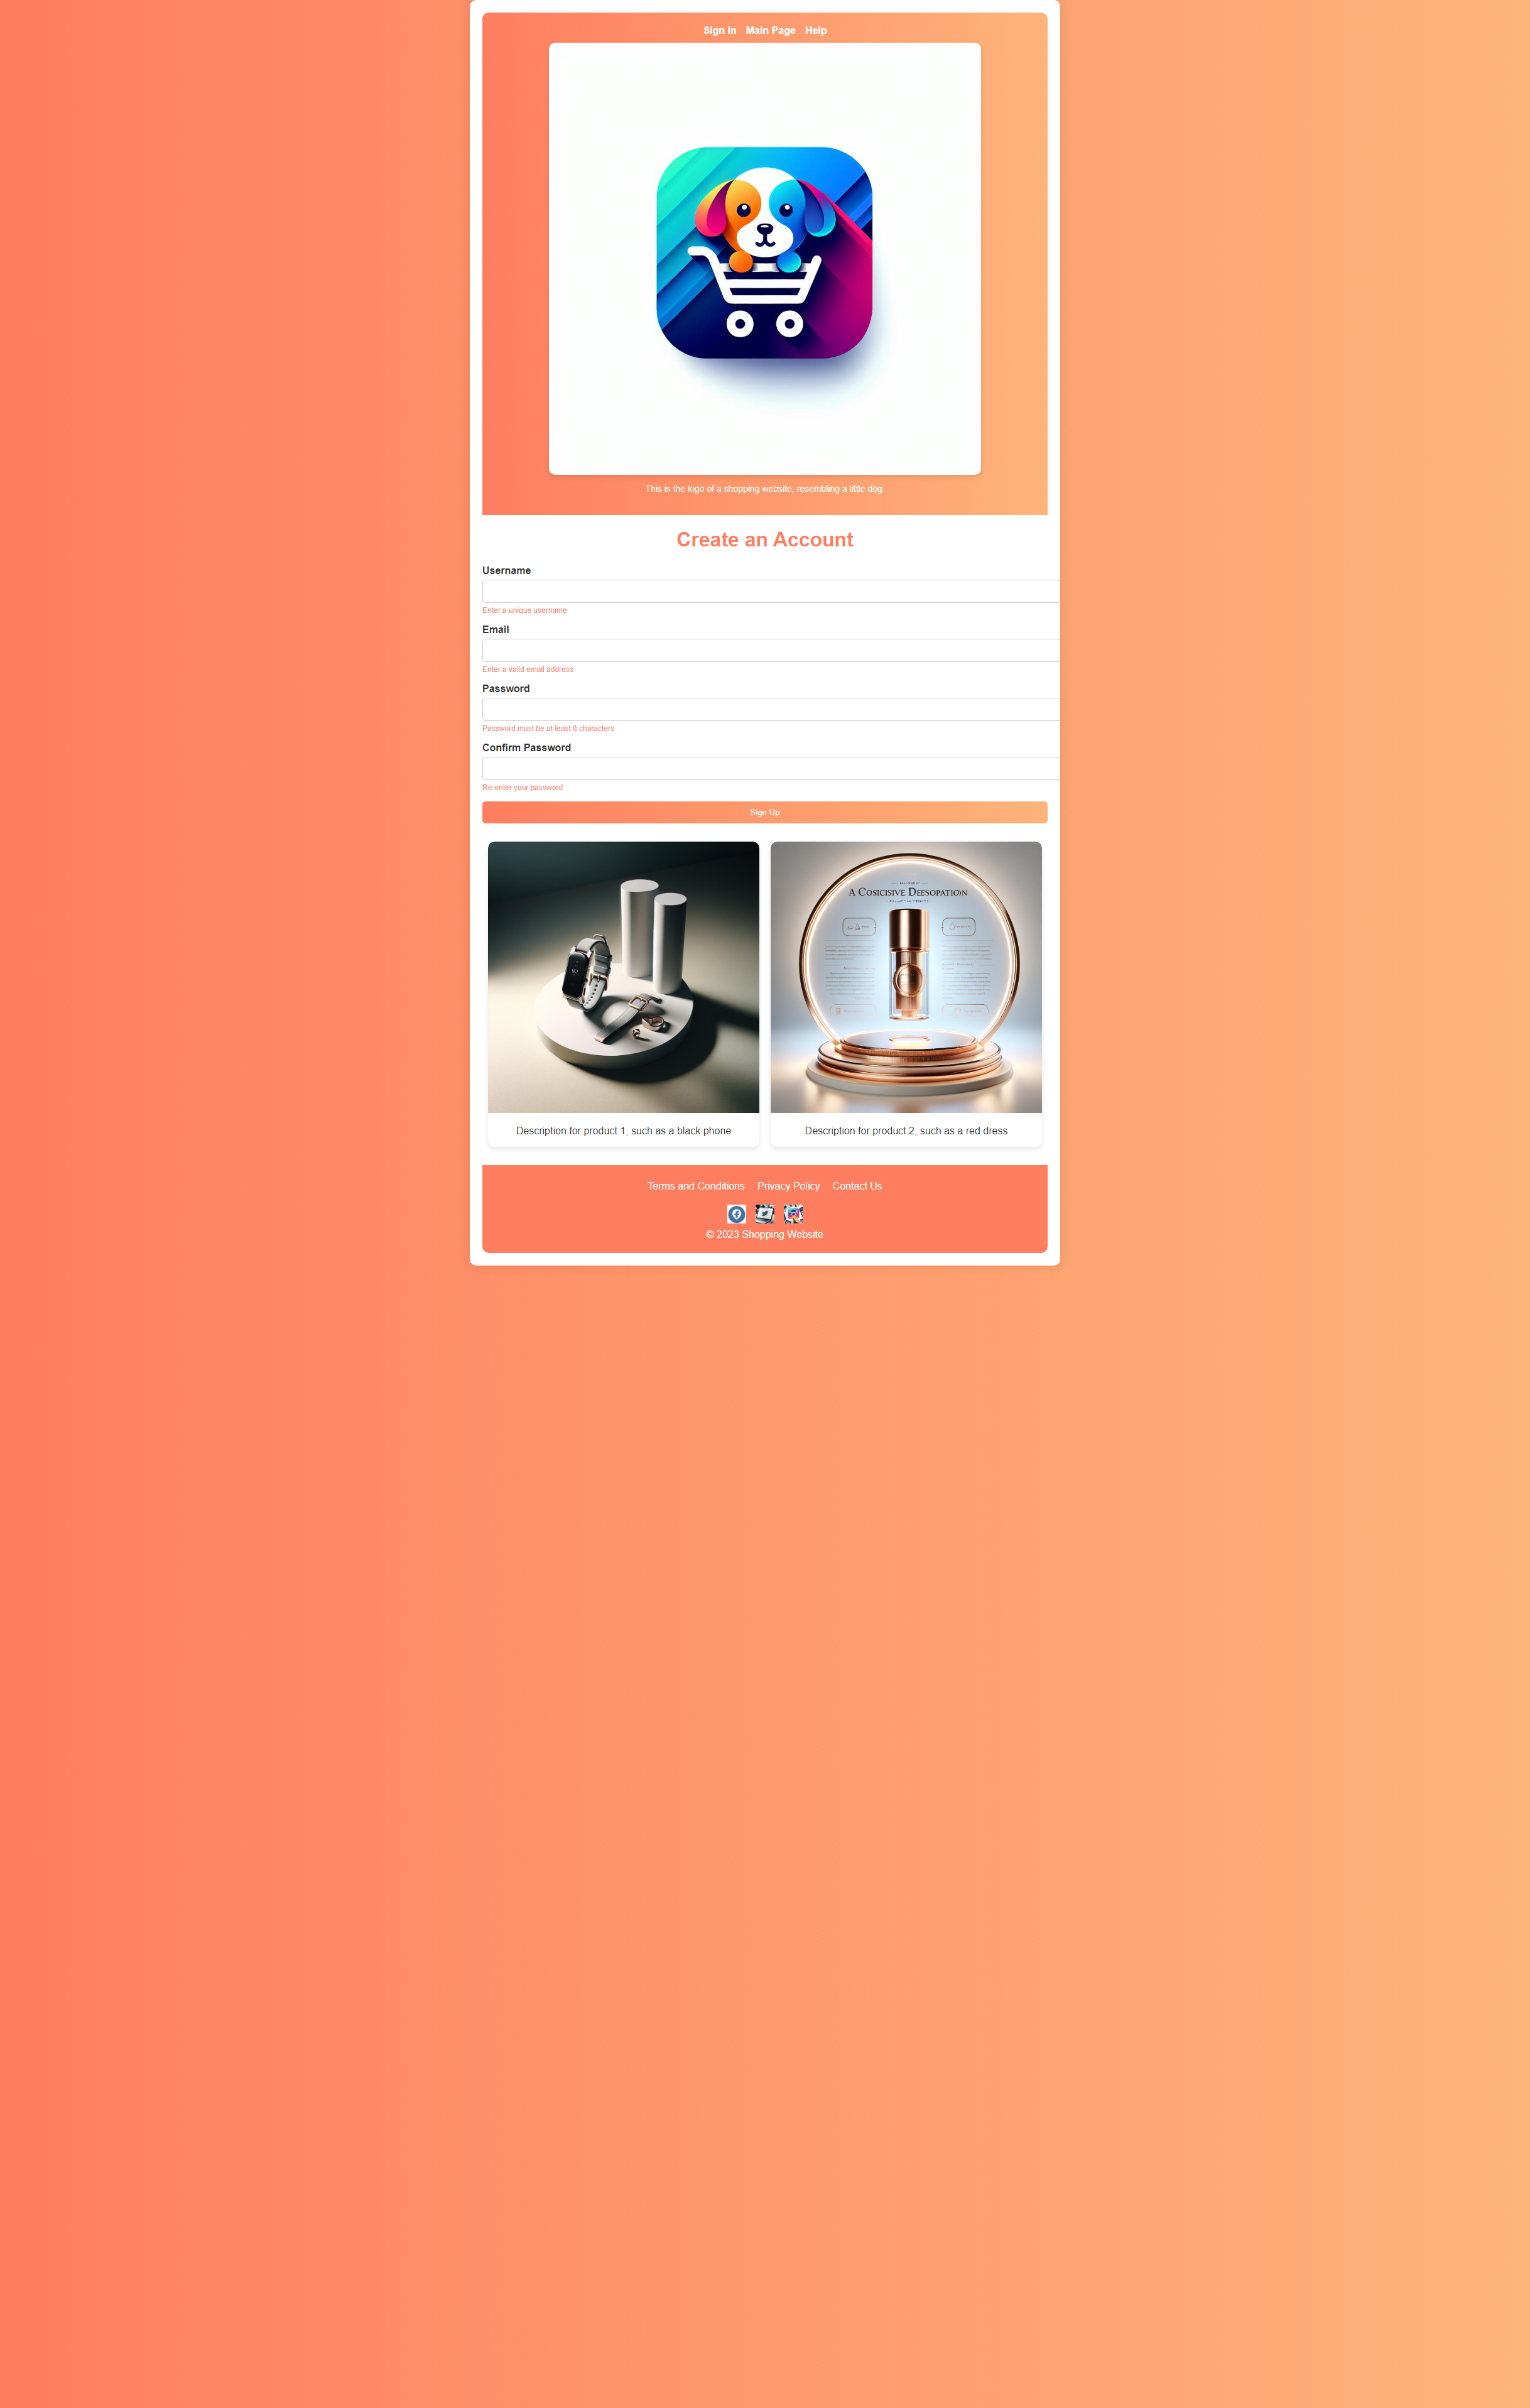 Sign In Main Page Help
This is the logo of a shopping website, resembling a little dog.
Create an Account
Username
Enter a unique username
Email
Enter a valid email address
Password
Password must be at least 8 characters
Confirm Password
Re-enter your password
Sign Up
A Cosicisive Deesopation
Description for product 1, such as a black phone
Description for product 2, such as a red dress
Terms and Conditions Privacy Policy Contact Us
© 2023 Shopping Website